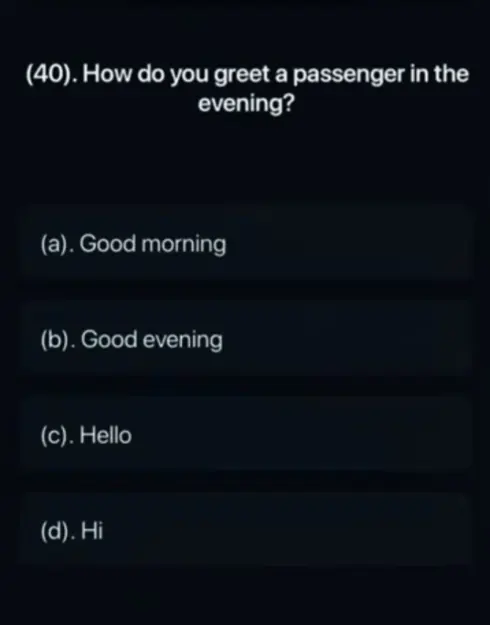 (40). How do you greet a passenger in the
evening?
(a). Good morning
(b). Good evening
(c). Hello
(d). Hi